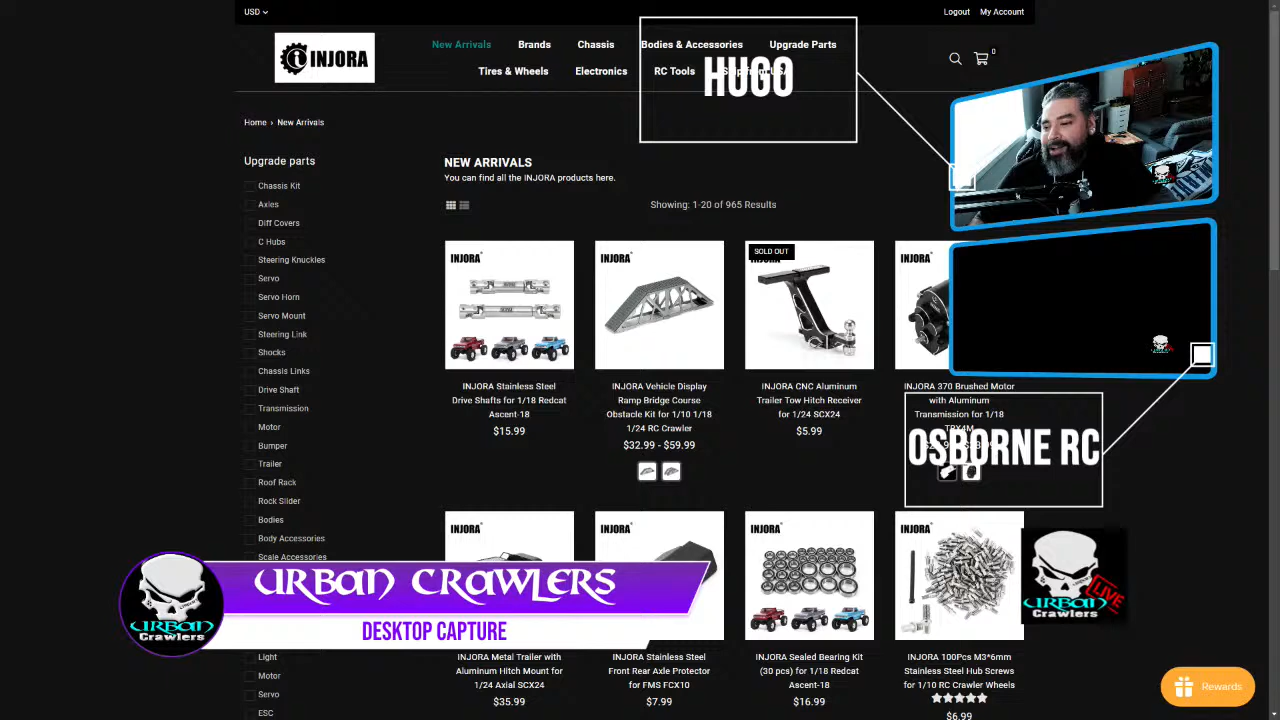 USD
Logout
My Account
INJORA
New Arrivals
Brands
Chassis
Bodies & Accessories
Upgrade Parts
0
Tires & Wheels
Electronics
RC Tools
HUGO
Home › New Arrivals
Upgrade parts
Chassis Kit
Axles
Diff Covers
C Hubs
Steering Knuckles
Servo
Servo Horn
Servo Mount
Steering Link
Shocks
Chassis Links
Drive Shaft
Transmission
Motor
Bumper
Trailer
Roof Rack
Rock Slider
Bodies
Body Accessories
Scale Accessories
Light
Motor
Servo
ESC
NEW ARRIVALS
You can find all the INJORA products here.
Showing: 1-20 of 965 Results
INJORA
INJORA
SOLD OUT
INJORA
INJORA
INJORA Stainless Steel
Drive Shafts for 1/18 Redcat
Ascent-18
$15.99
INJORA Vehicle Display
Ramp Bridge Course
Obstacle Kit for 1/10 1/18
1/24 RC Crawler
$32.99 - $59.99
INJORA CNC Aluminum
Trailer Tow Hitch Receiver
for 1/24 SCX24
$5.99
INJORA 370 Brushed Motor
with Aluminum
Transmission for 1/18
TRX4M
OSBORNE RC
INJORA
INJORA
INJORA
INJORA
URBAN CRAWLERS
DESKTOP CAPTURE
URBAN
Crawlers
URBAN
Crawlers
LIVE
INJORA Metal Trailer with
Aluminum Hitch Mount for
1/24 Axial SCX24
$35.99
INJORA Stainless Steel
Front Rear Axle Protector
for FMS FCX10
$7.99
INJORA Sealed Bearing Kit
(30 pcs) for 1/18 Redcat
Ascent-18
$16.99
INJORA 100Pcs M3*6mm
Stainless Steel Hub Screws
for 1/10 RC Crawler Wheels
$6.99
Rewards